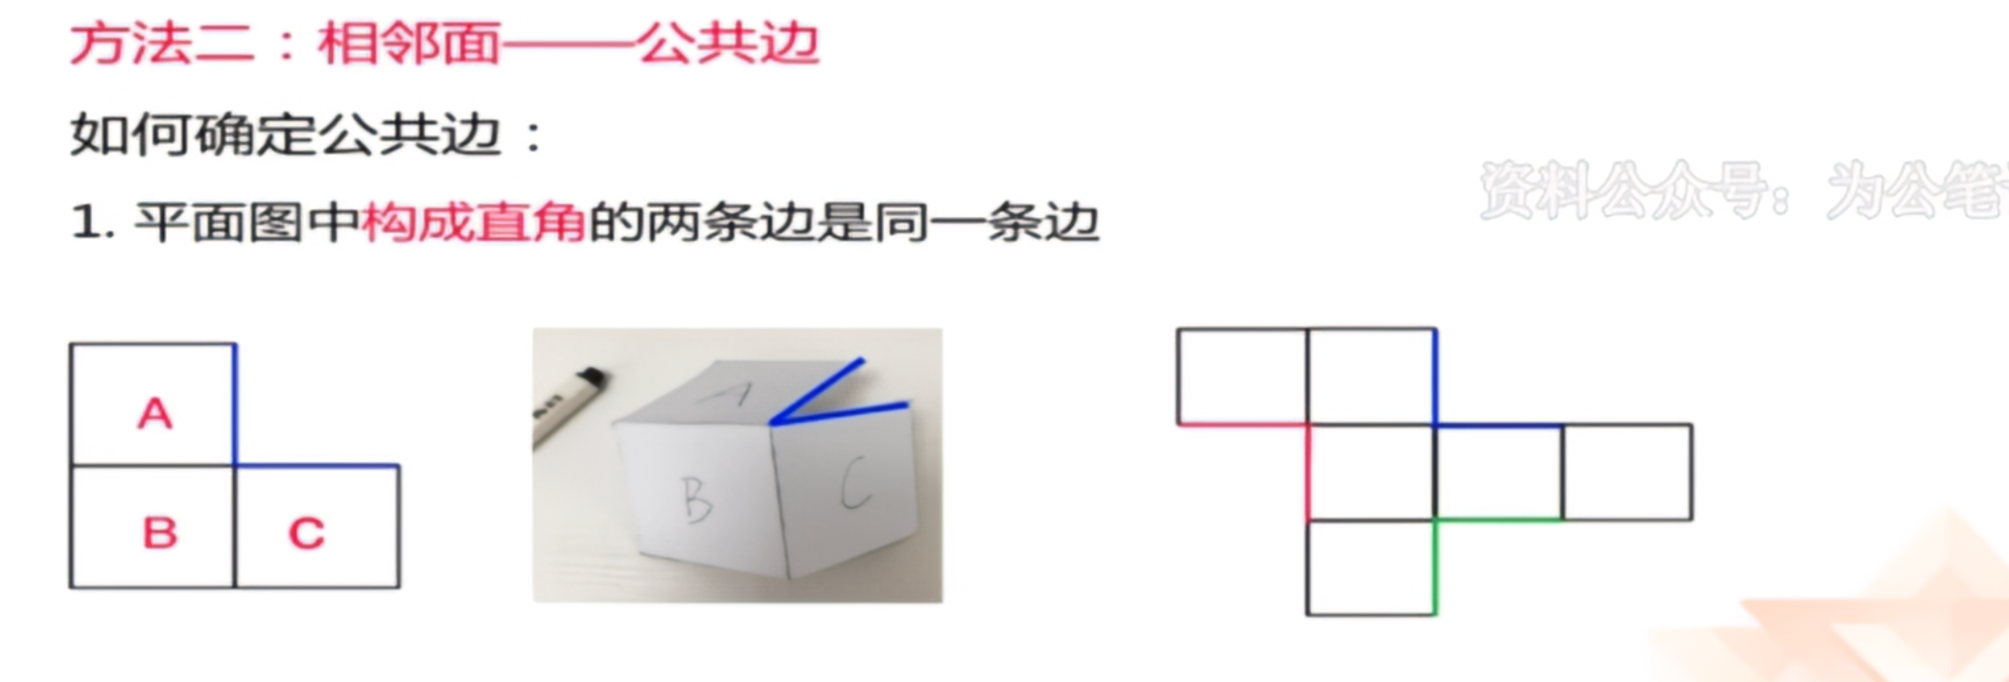 方法二：相邻面——公共边
如何确定公共边：
1. 平面图中构成直角的两条边是同一条边
资料公众号：为公笔
A
B
C
A
B
C